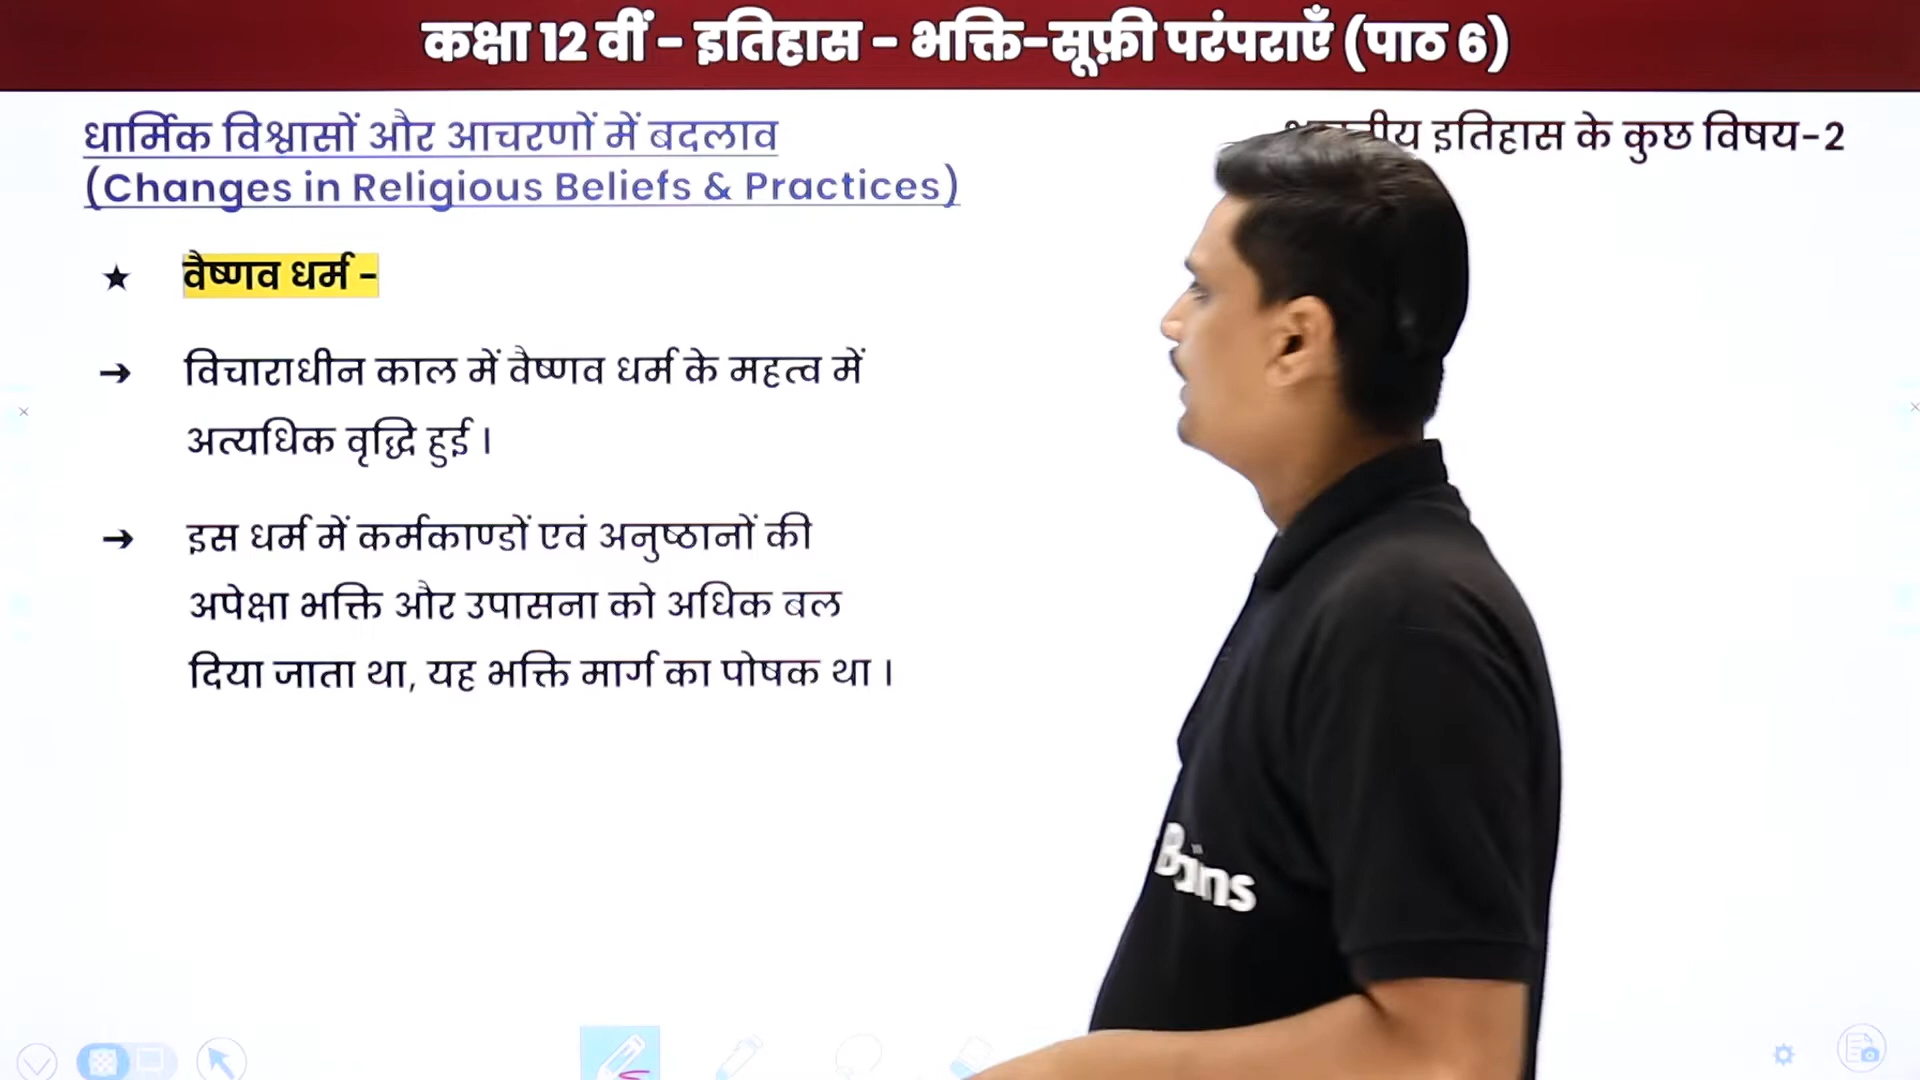 कक्षा 12 वीं - इतिहास - भक्ति-सूफ़ी परंपराएँ (पाठ 6)
धार्मिक विश्वासों और आचरणों में बदलाव
(Changes in Religious Beliefs & Practices)
इतिहास के कुछ विषय-2
★ वैष्णव धर्म -
➔ विचाराधीन काल में वैष्णव धर्म के महत्व में
अत्यधिक वृद्धि हुई ।
➔ इस धर्म में कर्मकाण्डों एवं अनुष्ठानों की
अपेक्षा भक्ति और उपासना को अधिक बल
दिया जाता था, यह भक्ति मार्ग का पोषक था ।